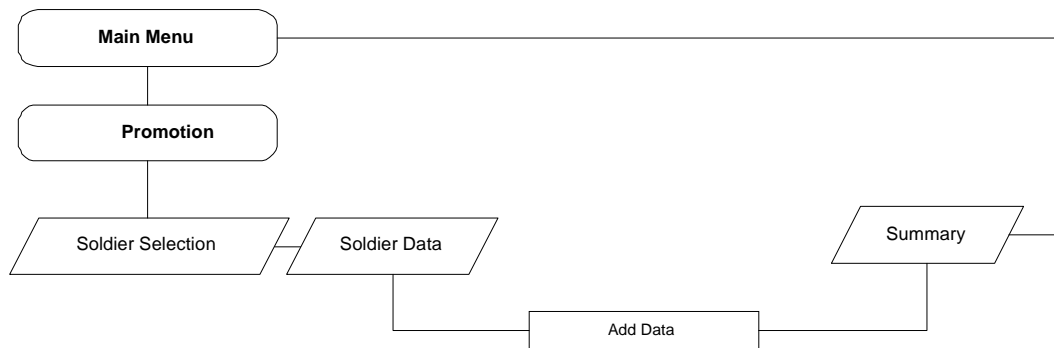 Main Menu
Promotion
Soldier Selection
Soldier Data
Summary
Add Data